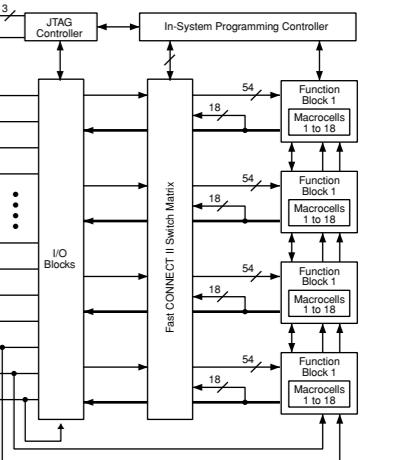 3
JTAG
Controller
In-System Programming Controller
54
18
Function
Block 1
Macrocells
1 to 18
54
18
Function
Block 1
Macrocells
1 to 18
I/O
Blocks
Fast CONNECT II Switch Matrix
54
18
Function
Block 1
Macrocells
1 to 18
54
18
Function
Block 1
Macrocells
1 to 18